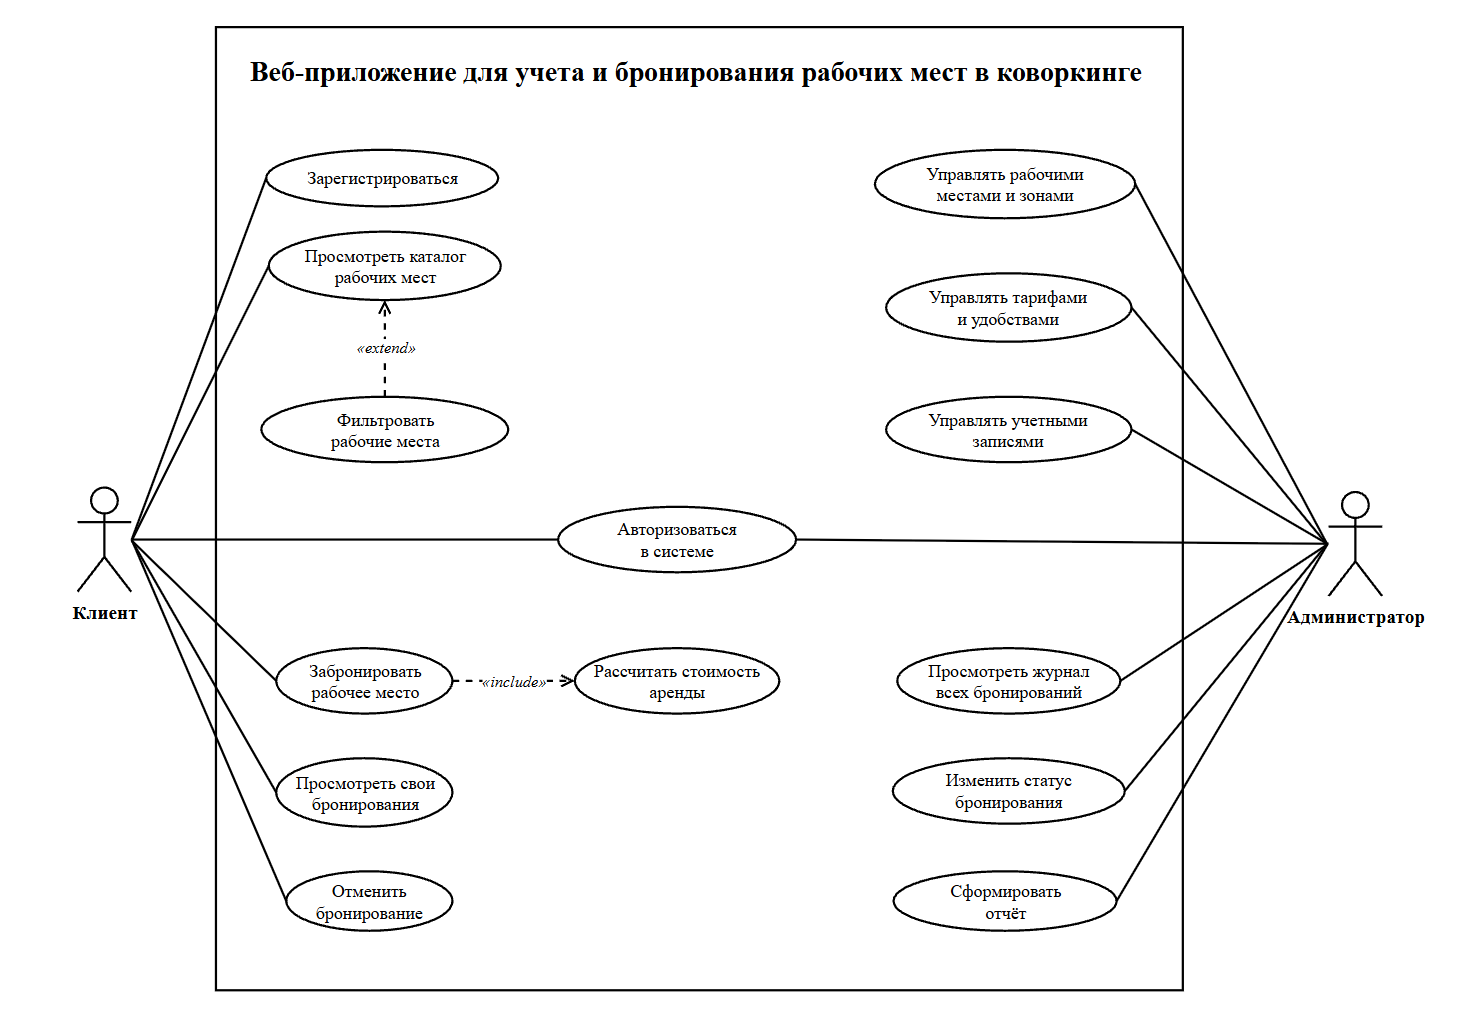 Веб-приложение для учета и бронирования рабочих мест в коворкинге
Зарегистрироваться
Просмотреть каталог
рабочих мест
«extend»
Фильтровать
рабочие места
Управлять рабочими
местами и зонами
Управлять тарифами
и удобствами
Управлять учетными
записями
Авторизоваться
в системе
Клиент
Администратор
Забронировать
рабочее место
«include»
Рассчитать стоимость
аренды
Просмотреть журнал
всех бронирований
Просмотреть свои
бронирования
Изменить статус
бронирования
Отменить
бронирование
Сформировать
отчёт